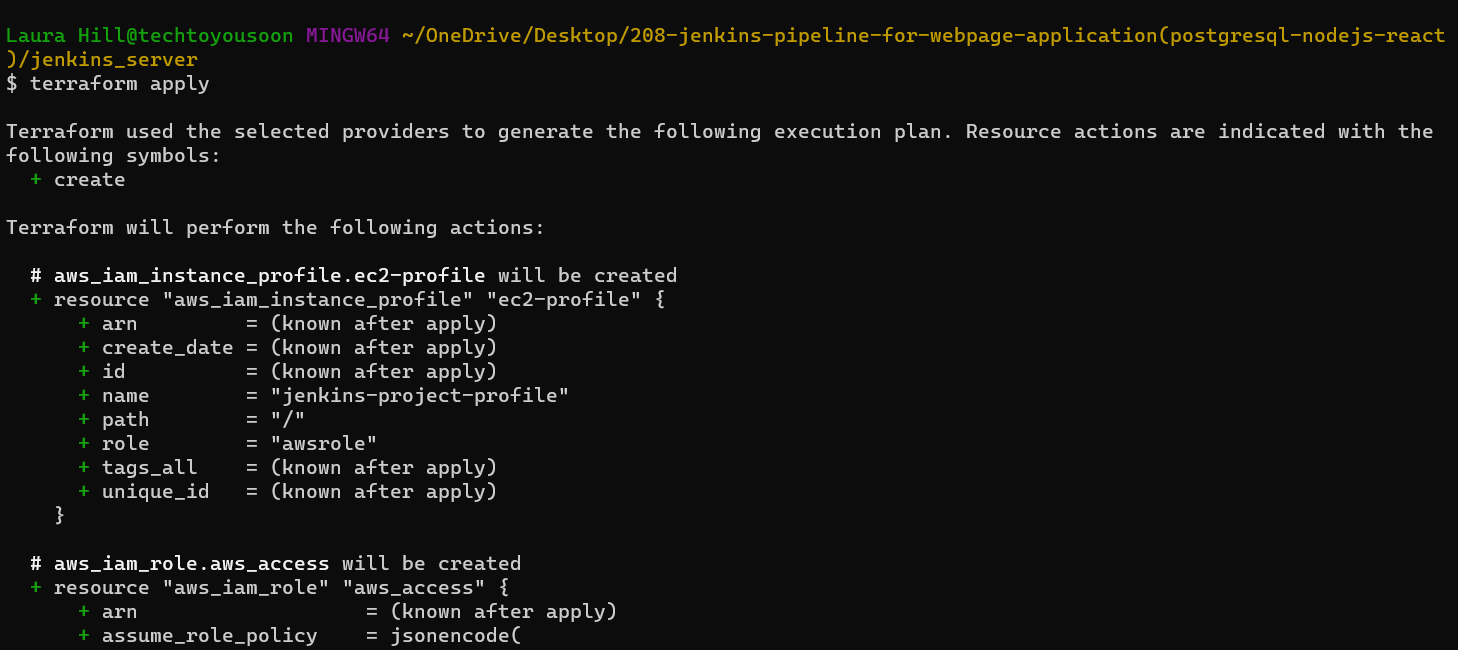 Laura Hill@techtoyousoon MINGW64 ~/OneDrive/Desktop/208-jenkins-pipeline-for-webpage-application(postgresql-nodejs-react
)/jenkins_server
$ terraform apply

Terraform used the selected providers to generate the following execution plan. Resource actions are indicated with the
following symbols:
  + create

Terraform will perform the following actions:

  # aws_iam_instance_profile.ec2-profile will be created
  + resource "aws_iam_instance_profile" "ec2-profile" {
      + arn         = (known after apply)
      + create_date = (known after apply)
      + id          = (known after apply)
      + name        = "jenkins-project-profile"
      + path        = "/"
      + role        = "awsrole"
      + tags_all    = (known after apply)
      + unique_id   = (known after apply)
    }

  # aws_iam_role.aws_access will be created
  + resource "aws_iam_role" "aws_access" {
      + arn                   = (known after apply)
      + assume_role_policy    = jsonencode(